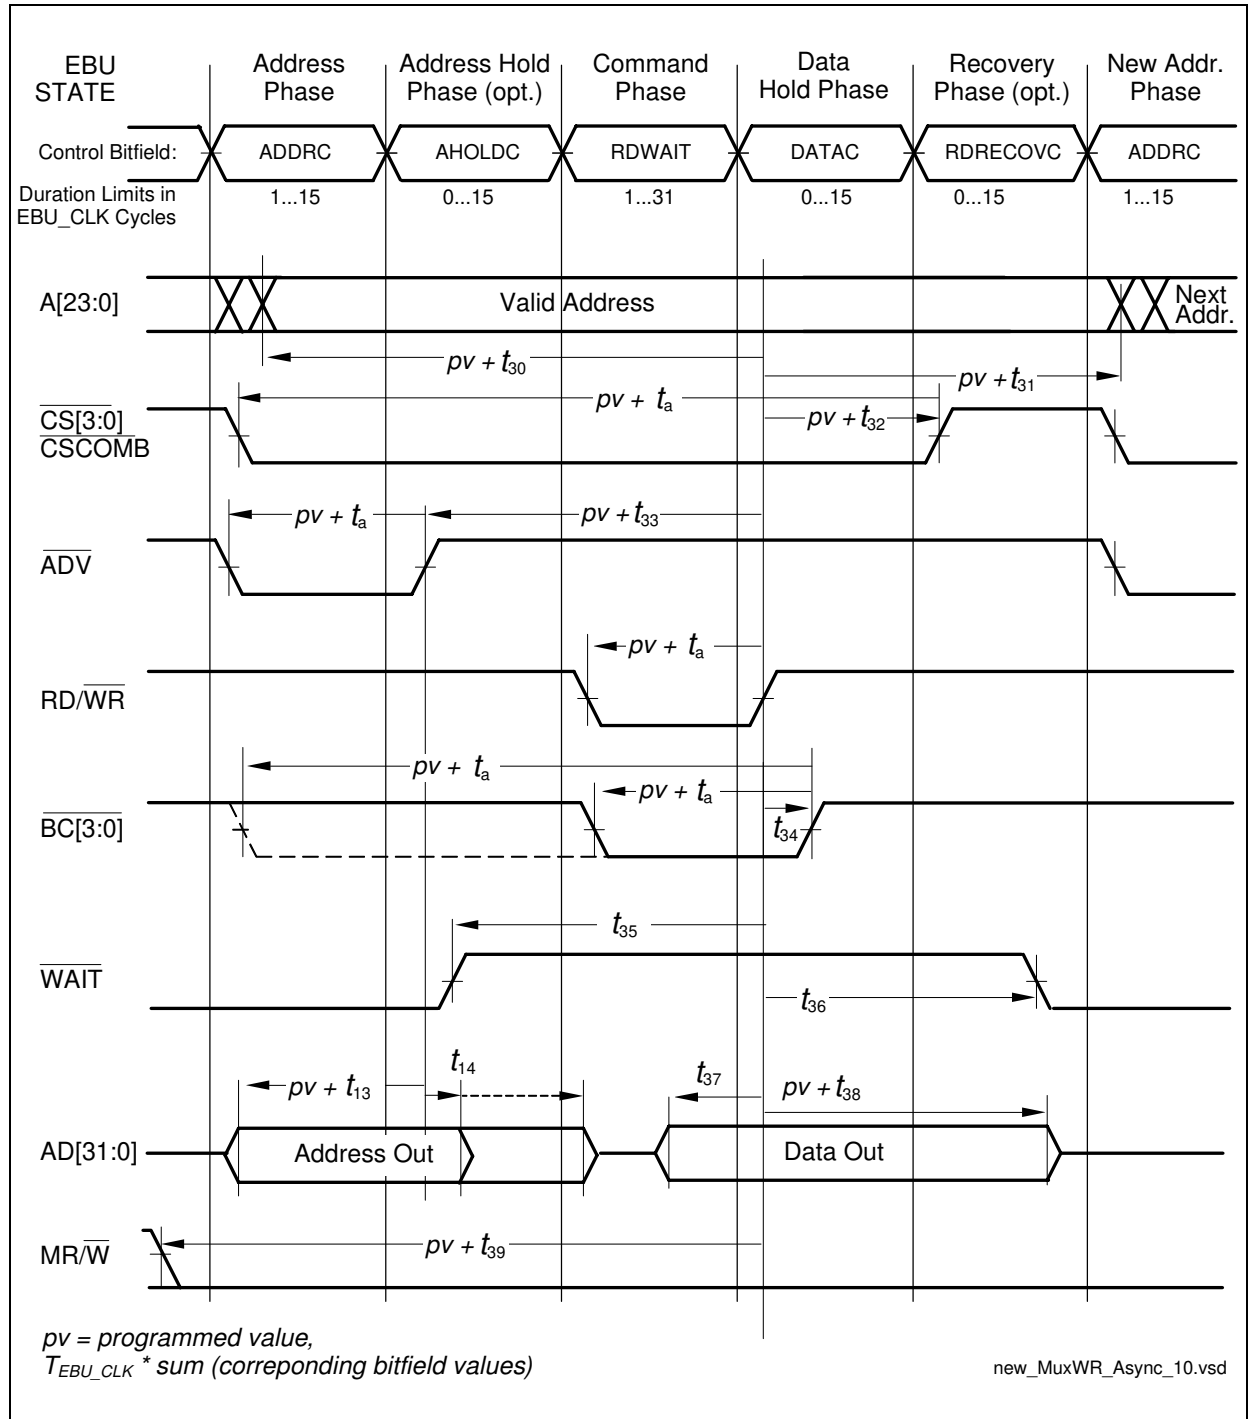 EBU STATE
Address Phase
Address Hold Phase (opt.)
Command Phase
Data Hold Phase
Recovery Phase (opt.)
New Addr. Phase
Control Bitfield:
ADDRC
AHOLDC
RDWAIT
DATAC
RDRECOVC
ADDRC
Duration Limits in
EBU_CLK Cycles
1...15
0...15
1...31
0...15
0...15
1...15
A[23:0]
Valid Address
Next
Addr.
pv + t30
pv + t31
pv + ta
CS[3:0]
CSCOMB
pv + t32
pv + ta
pv + t33
ADV
pv + ta
RD/WR
pv + ta
pv + ta
BC[3:0]
t34
t35
WAIT
t36
t14
t37
pv + t13
pv + t38
AD[31:0]
Address Out
Data Out
MR/W
pv + t39
pv = programmed value,
TEBU_CLK * sum (correponding bitfield values)
new_MuxWR_Async_10.vsd